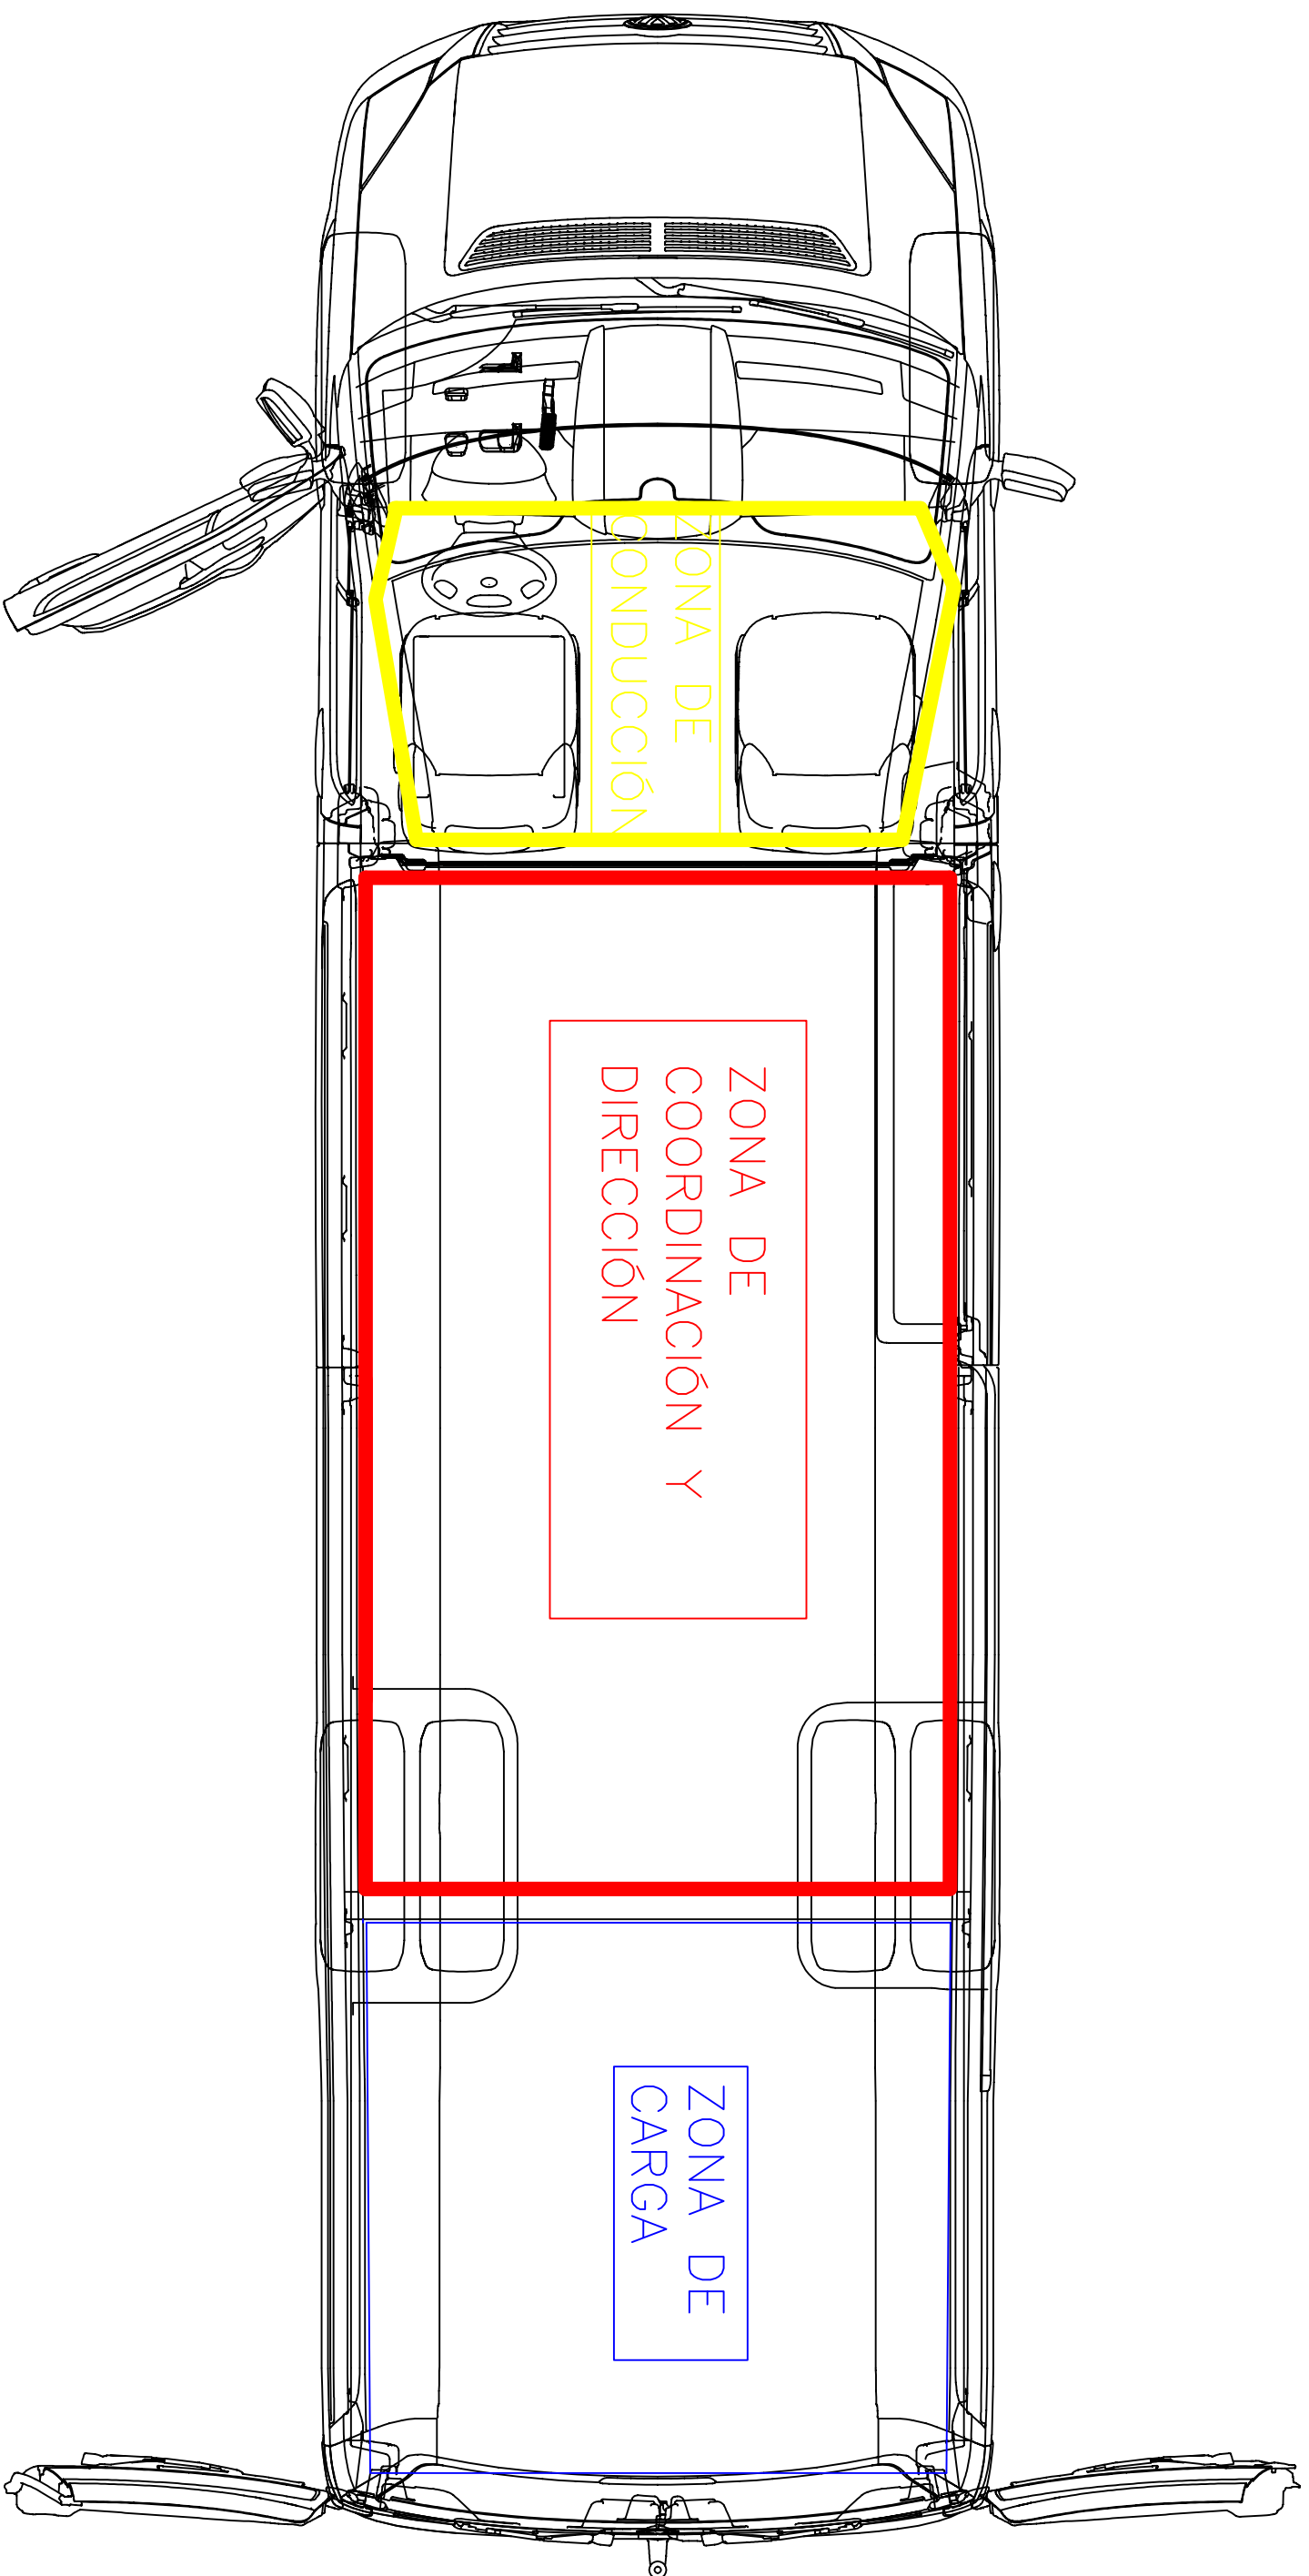 ZONA DE
CONDUCCIÓN
ZONA DE
COORDINACIÓN Y
DIRECCIÓN
ZONA DE
CARGA